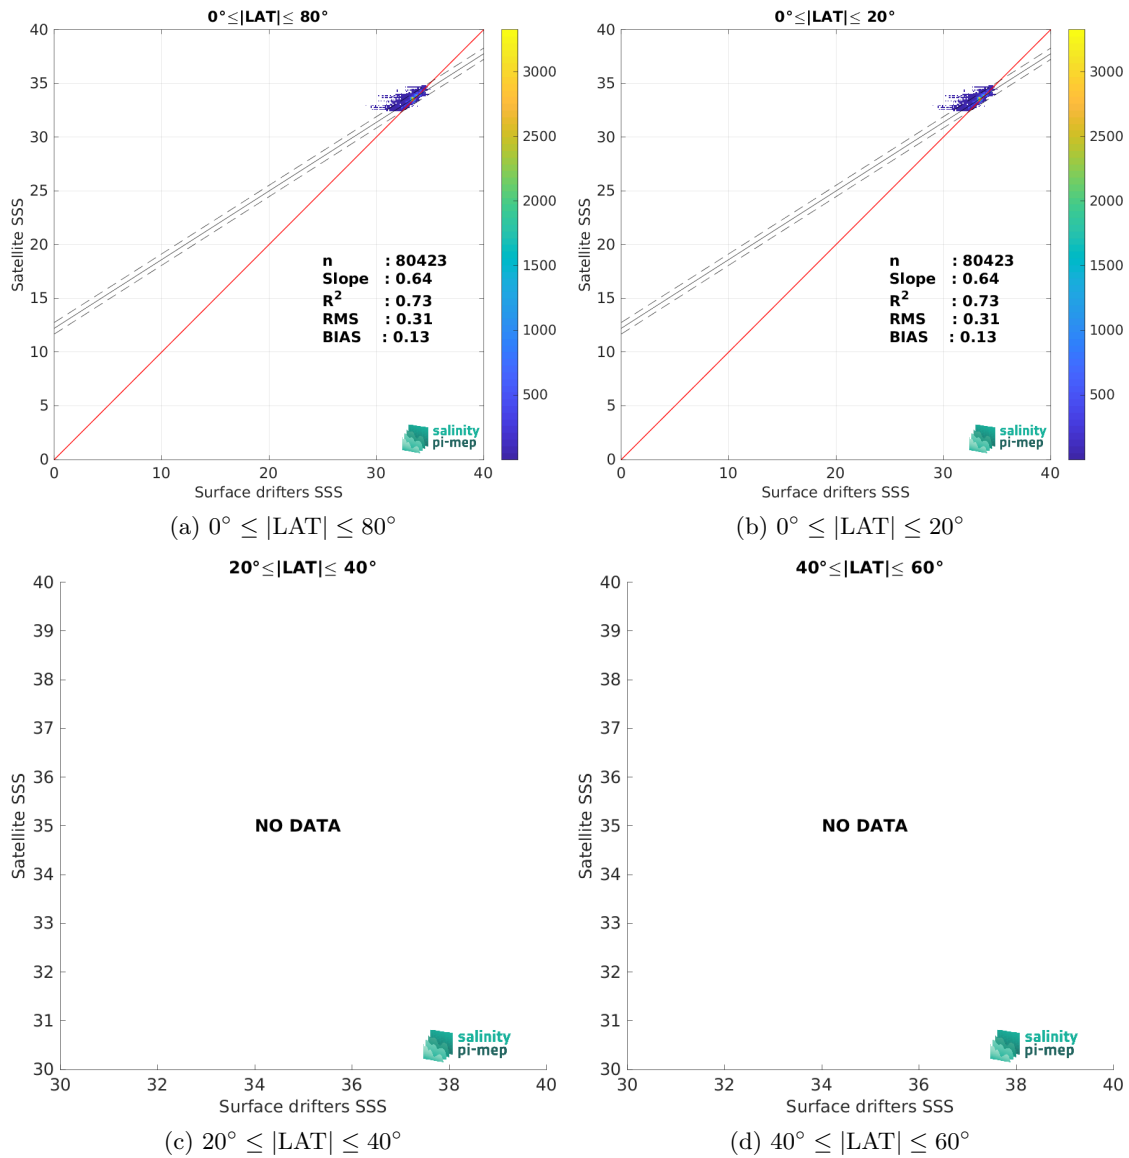 0°≤|LAT|≤ 80°
40
35
30
25
20
15
10
5
0
0
10
20
30
40
Satellite SSS
Surface drifters SSS
n : 80423
Slope : 0.64
R² : 0.73
RMS : 0.31
BIAS : 0.13
3000
2500
2000
1500
1000
500
salinity
pi-mep
(a) 0° ≤ |LAT| ≤ 80°
0°≤|LAT|≤ 20°
40
35
30
25
20
15
10
5
0
0
10
20
30
40
Satellite SSS
Surface drifters SSS
n : 80423
Slope : 0.64
R² : 0.73
RMS : 0.31
BIAS : 0.13
3000
2500
2000
1500
1000
500
salinity
pi-mep
(b) 0° ≤ |LAT| ≤ 20°
20°≤|LAT|≤ 40°
40
39
38
37
36
35
34
33
32
31
30
30
32
34
36
38
40
Satellite SSS
Surface drifters SSS
NO DATA
salinity
pi-mep
(c) 20° ≤ |LAT| ≤ 40°
40°≤|LAT|≤ 60°
40
39
38
37
36
35
34
33
32
31
30
30
32
34
36
38
40
Satellite SSS
Surface drifters SSS
NO DATA
salinity
pi-mep
(d) 40° ≤ |LAT| ≤ 60°